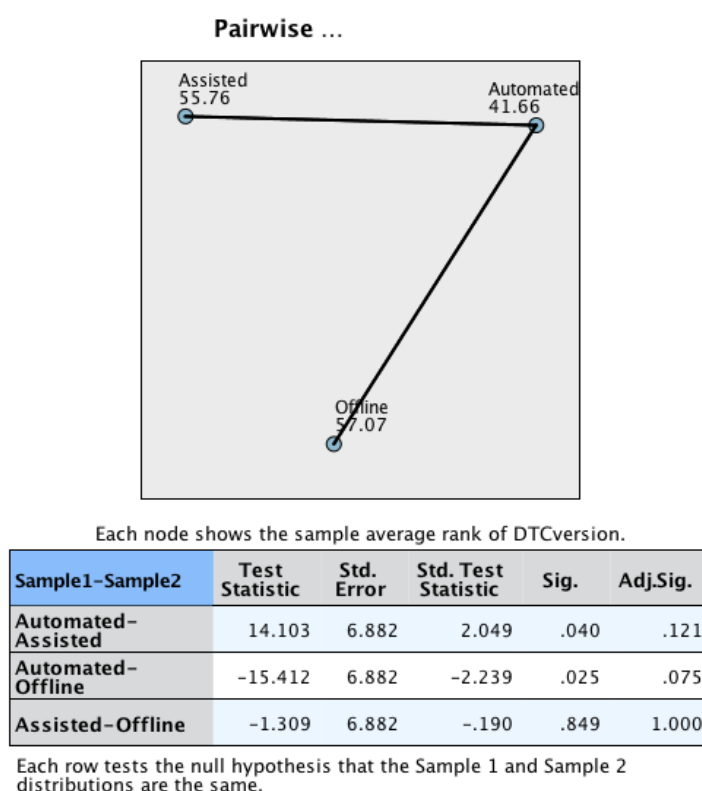 Pairwise ...
Assisted
55.76
Automated
41.66
Offline
57.07
Each node shows the sample average rank of DTCversion.
Sample1-Sample2 Test Statistic Std. Error Std. Test Statistic Sig. Adj.Sig.
Automated-Assisted 14.103 6.882 2.049 .040 .121
Automated-Offline -15.412 6.882 -2.239 .025 .075
Assisted-Offline -1.309 6.882 -.190 .849 1.000
Each row tests the null hypothesis that the Sample 1 and Sample 2
distributions are the same.